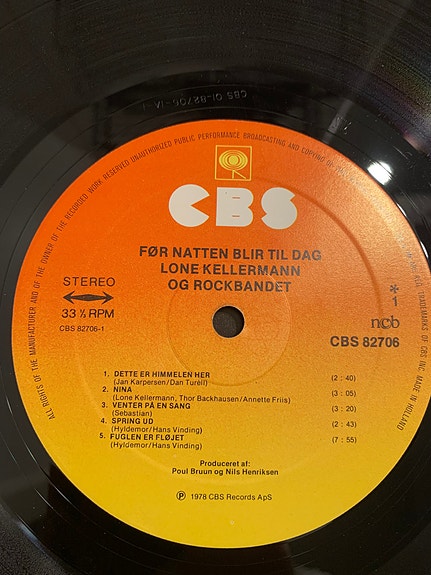 CBS 01-82706-1A
ALL RIGHTS OF THE MANUFACTURER AND OF THE OWNER OF THE RECORDED WORK RESERVED UNAUTHORIZED PUBLIC PERFORMANCE BROADCASTING AND COPYING OF
TRADEMARKS OF CBS INC. MADE IN HOLLAND
CBS
FØR NATTEN BLIR TIL DAG
LONE KELLERMANN
OG ROCKBANDET
STEREO
33 ⅓ RPM
CBS 82706-1
*
1
ncb
CBS 82706
1. DETTE ER HIMMELEN HER (2:40)
(Jan Karpersen/Dan Turell)
2. NINA (3:05)
(Lone Kellermann, Thor Backhausen/Annette Friis)
3. VENTER PÅ EN SANG (3:20)
(Sebastian)
4. SPRING UD (2:43)
(Hyldemor/Hans Vinding)
5. FUGLEN ER FLØJET (7:55)
(Hyldemor/Hans Vinding)
Produceret af:
Poul Bruun og Nils Henriksen
℗ 1978 CBS Records ApS